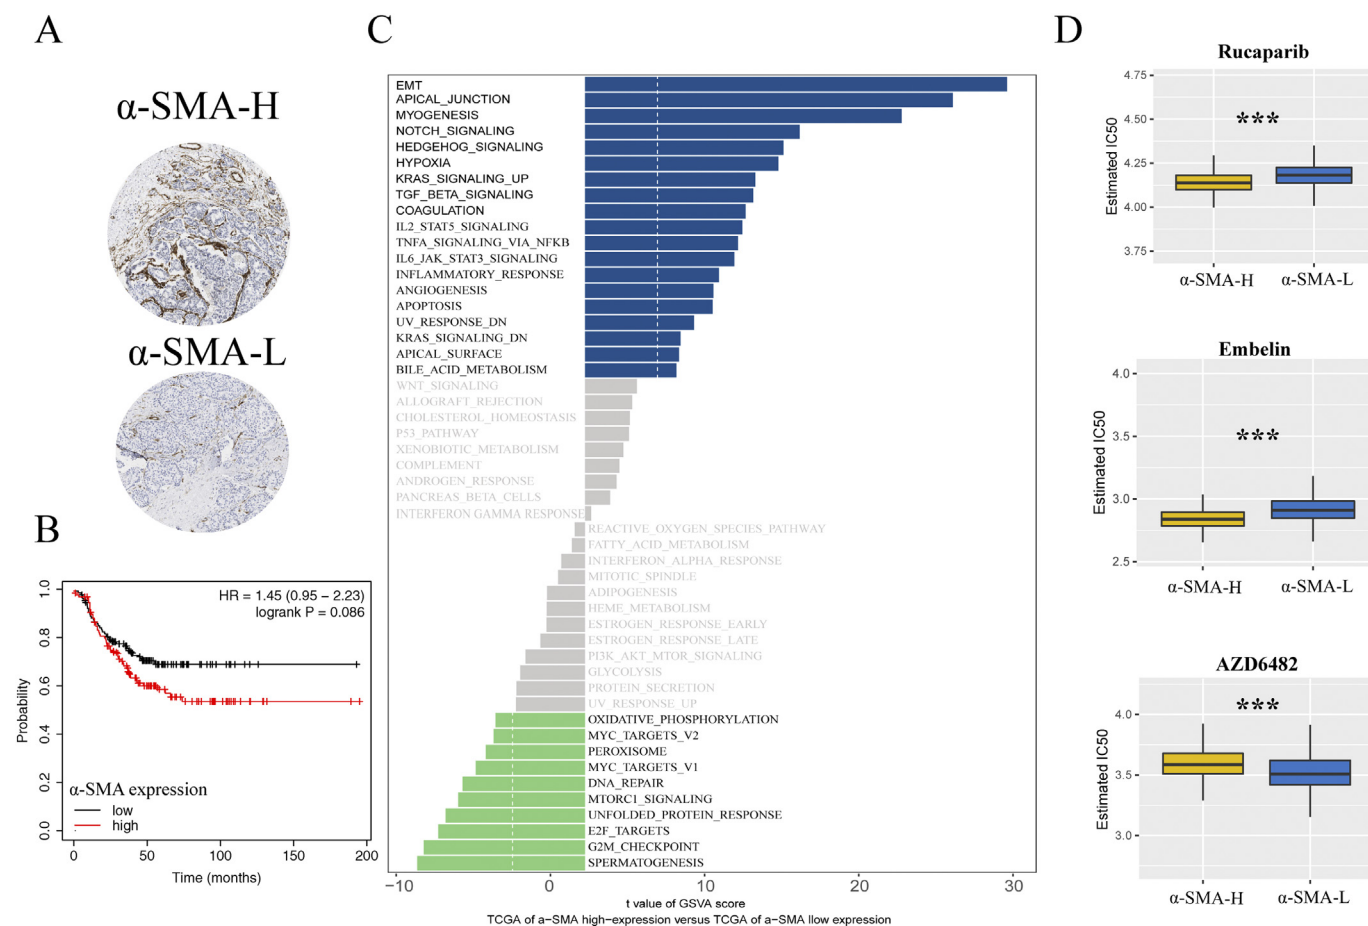 A
α-SMA-H
α-SMA-L
B
HR = 1.45 (0.95 − 2.23)
logrank P = 0.086
Probability
1.0
0.8
0.6
0.4
0.2
0.0
α-SMA expression
low
high
0 50 100 150 200
Time (months)
C
EMT
APICAL_JUNCTION
MYOGENESIS
NOTCH_SIGNALING
HEDGEHOG_SIGNALING
HYPOXIA
KRAS_SIGNALING_UP
TGF_BETA_SIGNALING
COAGULATION
IL2_STAT5_SIGNALING
TNFA_SIGNALING_VIA_NFKB
IL6_JAK_STAT3_SIGNALING
INFLAMMATORY_RESPONSE
ANGIOGENESIS
APOPTOSIS
UV_RESPONSE_DN
KRAS_SIGNALING_DN
APICAL_SURFACE
BILE_ACID_METABOLISM
WNT_SIGNALING
ALLOGRAFT_REJECTION
CHOLESTEROL_HOMEOSTASIS
P53_PATHWAY
XENOBIOTIC_METABOLISM
COMPLEMENT
ANDROGEN_RESPONSE
PANCREAS_BETA_CELLS
INTERFERON GAMMA RESPONSE
REACTIVE_OXYGEN_SPECIES_PATHWAY
FATTY_ACID_METABOLISM
INTERFERON_ALPHA_RESPONSE
MITOTIC_SPINDLE
ADIPOGENESIS
HEME_METABOLISM
ESTROGEN_RESPONSE_EARLY
ESTROGEN_RESPONSE_LATE
PI3K_AKT_MTOR_SIGNALING
GLYCOLYSIS
PROTEIN_SECRETION
UV_RESPONSE_UP
OXIDATIVE_PHOSPHORYLATION
MYC_TARGETS_V2
PEROXISOME
MYC_TARGETS_V1
DNA_REPAIR
MTORC1_SIGNALING
UNFOLDED_PROTEIN_RESPONSE
E2F_TARGETS
G2M_CHECKPOINT
SPERMATOGENESIS
−10 0 10 20 30
t value of GSVA score
TCGA of a−SMA high−expression versus TCGA of a−SMA llow expression
D
Rucaparib
Estimated IC50
4.75
4.50
4.25
4.00
3.75
***
α-SMA-H α-SMA-L
Embelin
Estimated IC50
4.0
3.5
3.0
2.5
***
α-SMA-H α-SMA-L
AZD6482
Estimated IC50
4.0
3.5
3.0
***
α-SMA-H α-SMA-L